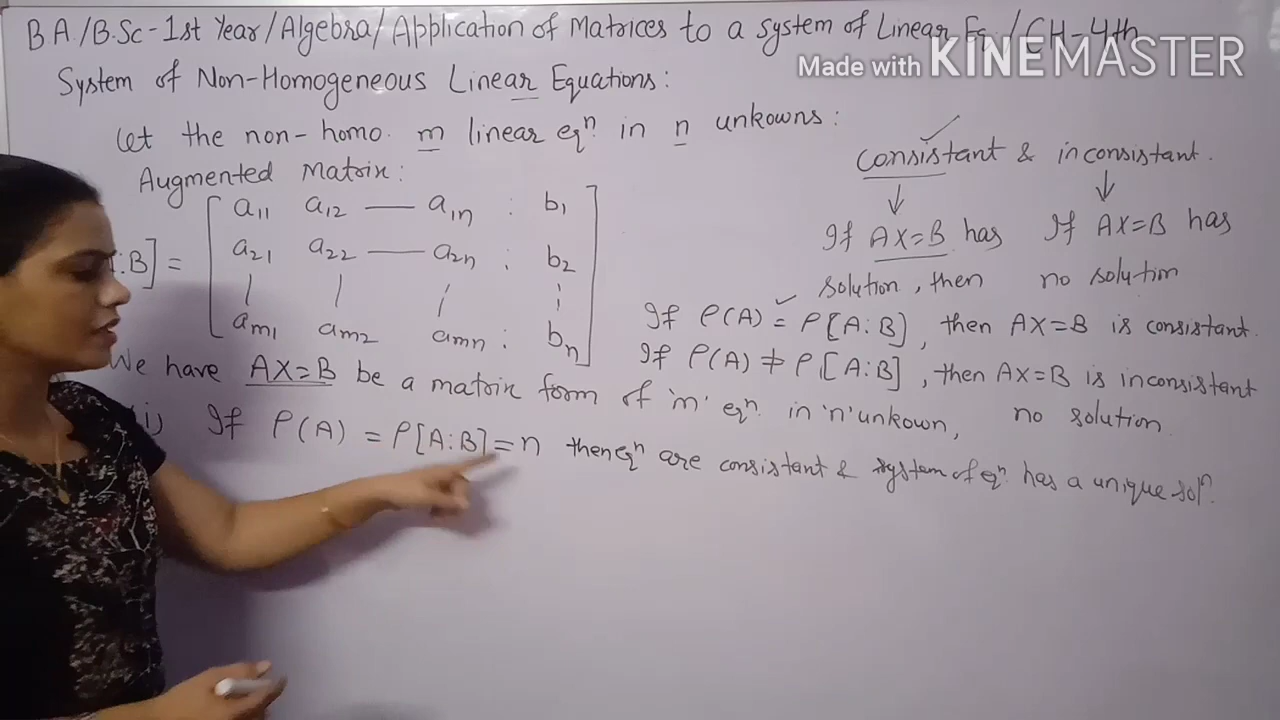 BA./B.Sc-1st Year/Algebra/Application of Matrices to a system of Linear Eq./CH-4th
Made with KINEMASTER
System of Non-Homogeneous Linear Equations:
Let the non-homo. m linear eqⁿ. in n unkowns:
Augmented Matrix:
:B] = [ a11 a12 — a1n : b1
a21 a22 — a2n : b2
am1 am2 amn : bn ]
Consistant & inconsistant.
If AX=B has solution, then
If AX=B has no solution
If ρ(A) = ρ[A:B], then AX=B is consistant.
If ρ(A) ≠ ρ[A:B], then AX=B is inconsistant
no solution.
We have AX=B be a matrix form of 'm' eqⁿ. in 'n' unkown,
i) If ρ(A) = ρ[A:B] = n then eqⁿ are consistant & system of eqⁿ. has a unique solⁿ.